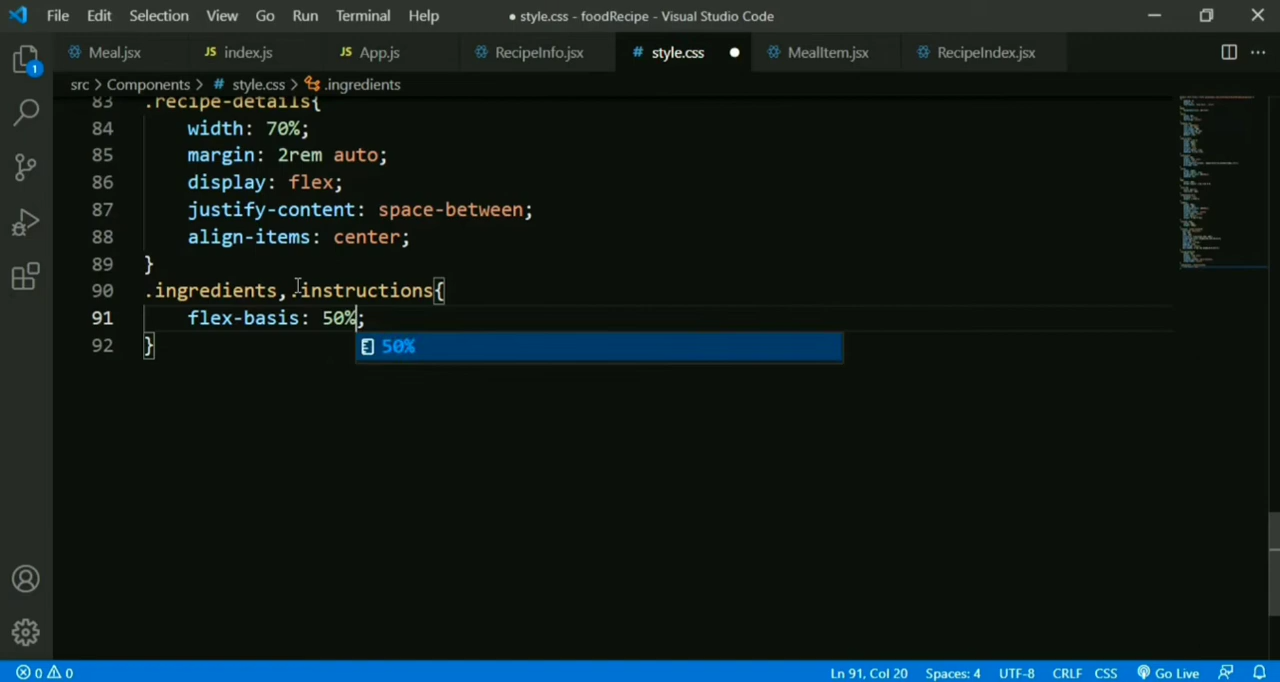 File Edit Selection View Go Run Terminal Help ● style.css - foodRecipe - Visual Studio Code
Meal.jsx JS index.js JS App.js RecipeInfo.jsx # style.css MealItem.jsx RecipeIndex.jsx
src > Components > # style.css > .ingredients
83 .recipe-details{
84 width: 70%;
85 margin: 2rem auto;
86 display: flex;
87 justify-content: space-between;
88 align-items: center;
89 }
90 .ingredients,.instructions{
91 flex-basis: 50%;
92 }
50%
1
0 0 Ln 91, Col 20 Spaces: 4 UTF-8 CRLF CSS Go Live